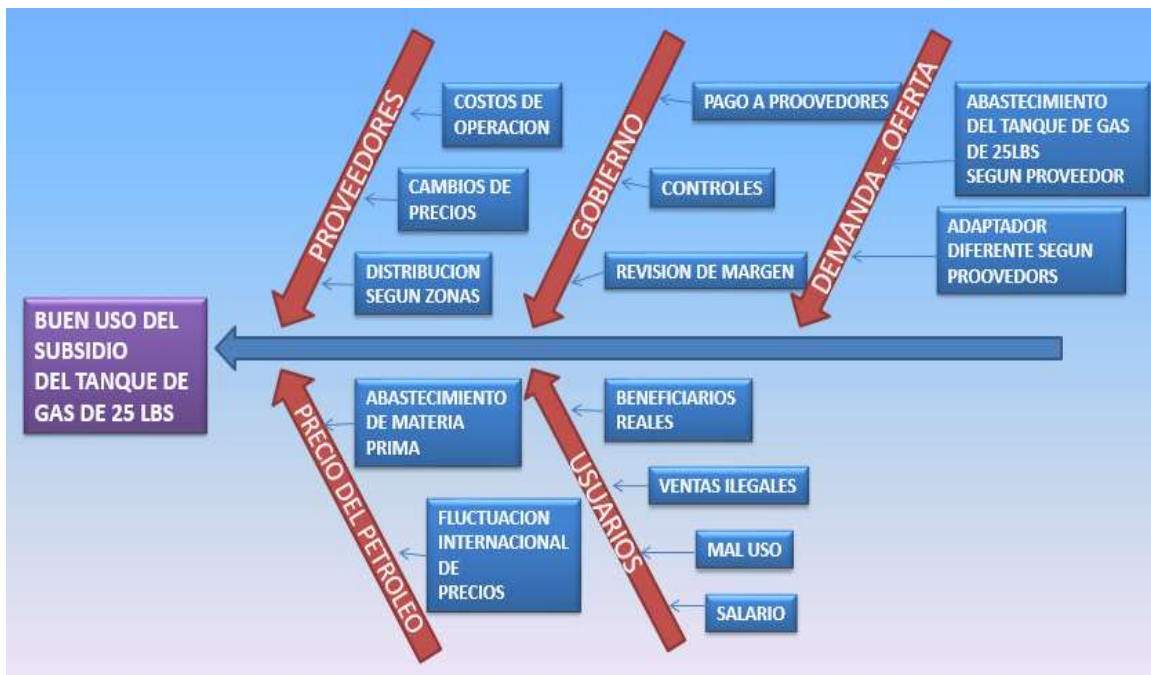 PROVEEDORES
COSTOS DE
OPERACION
CAMBIOS DE
PRECIOS
DISTRIBUCION
SEGUN ZONAS
GOBIERNO
PAGO A PROOVEDORES
CONTROLES
REVISION DE MARGEN
DEMANDA - OFERTA
ABASTECIMIENTO
DEL TANQUE DE GAS
DE 25LBS
SEGUN PROVEEDOR
ADAPTADOR
DIFERENTE SEGUN
PROOVEDORS
BUEN USO DEL
SUBSIDIO
DEL TANQUE DE
GAS DE 25 LBS
PRECIO DEL PETROLEO
ABASTECIMIENTO
DE MATERIA
PRIMA
FLUCTUACION
INTERNACIONAL
DE
PRECIOS
USUARIOS
BENEFICIARIOS
REALES
VENTAS ILEGALES
MAL USO
SALARIO